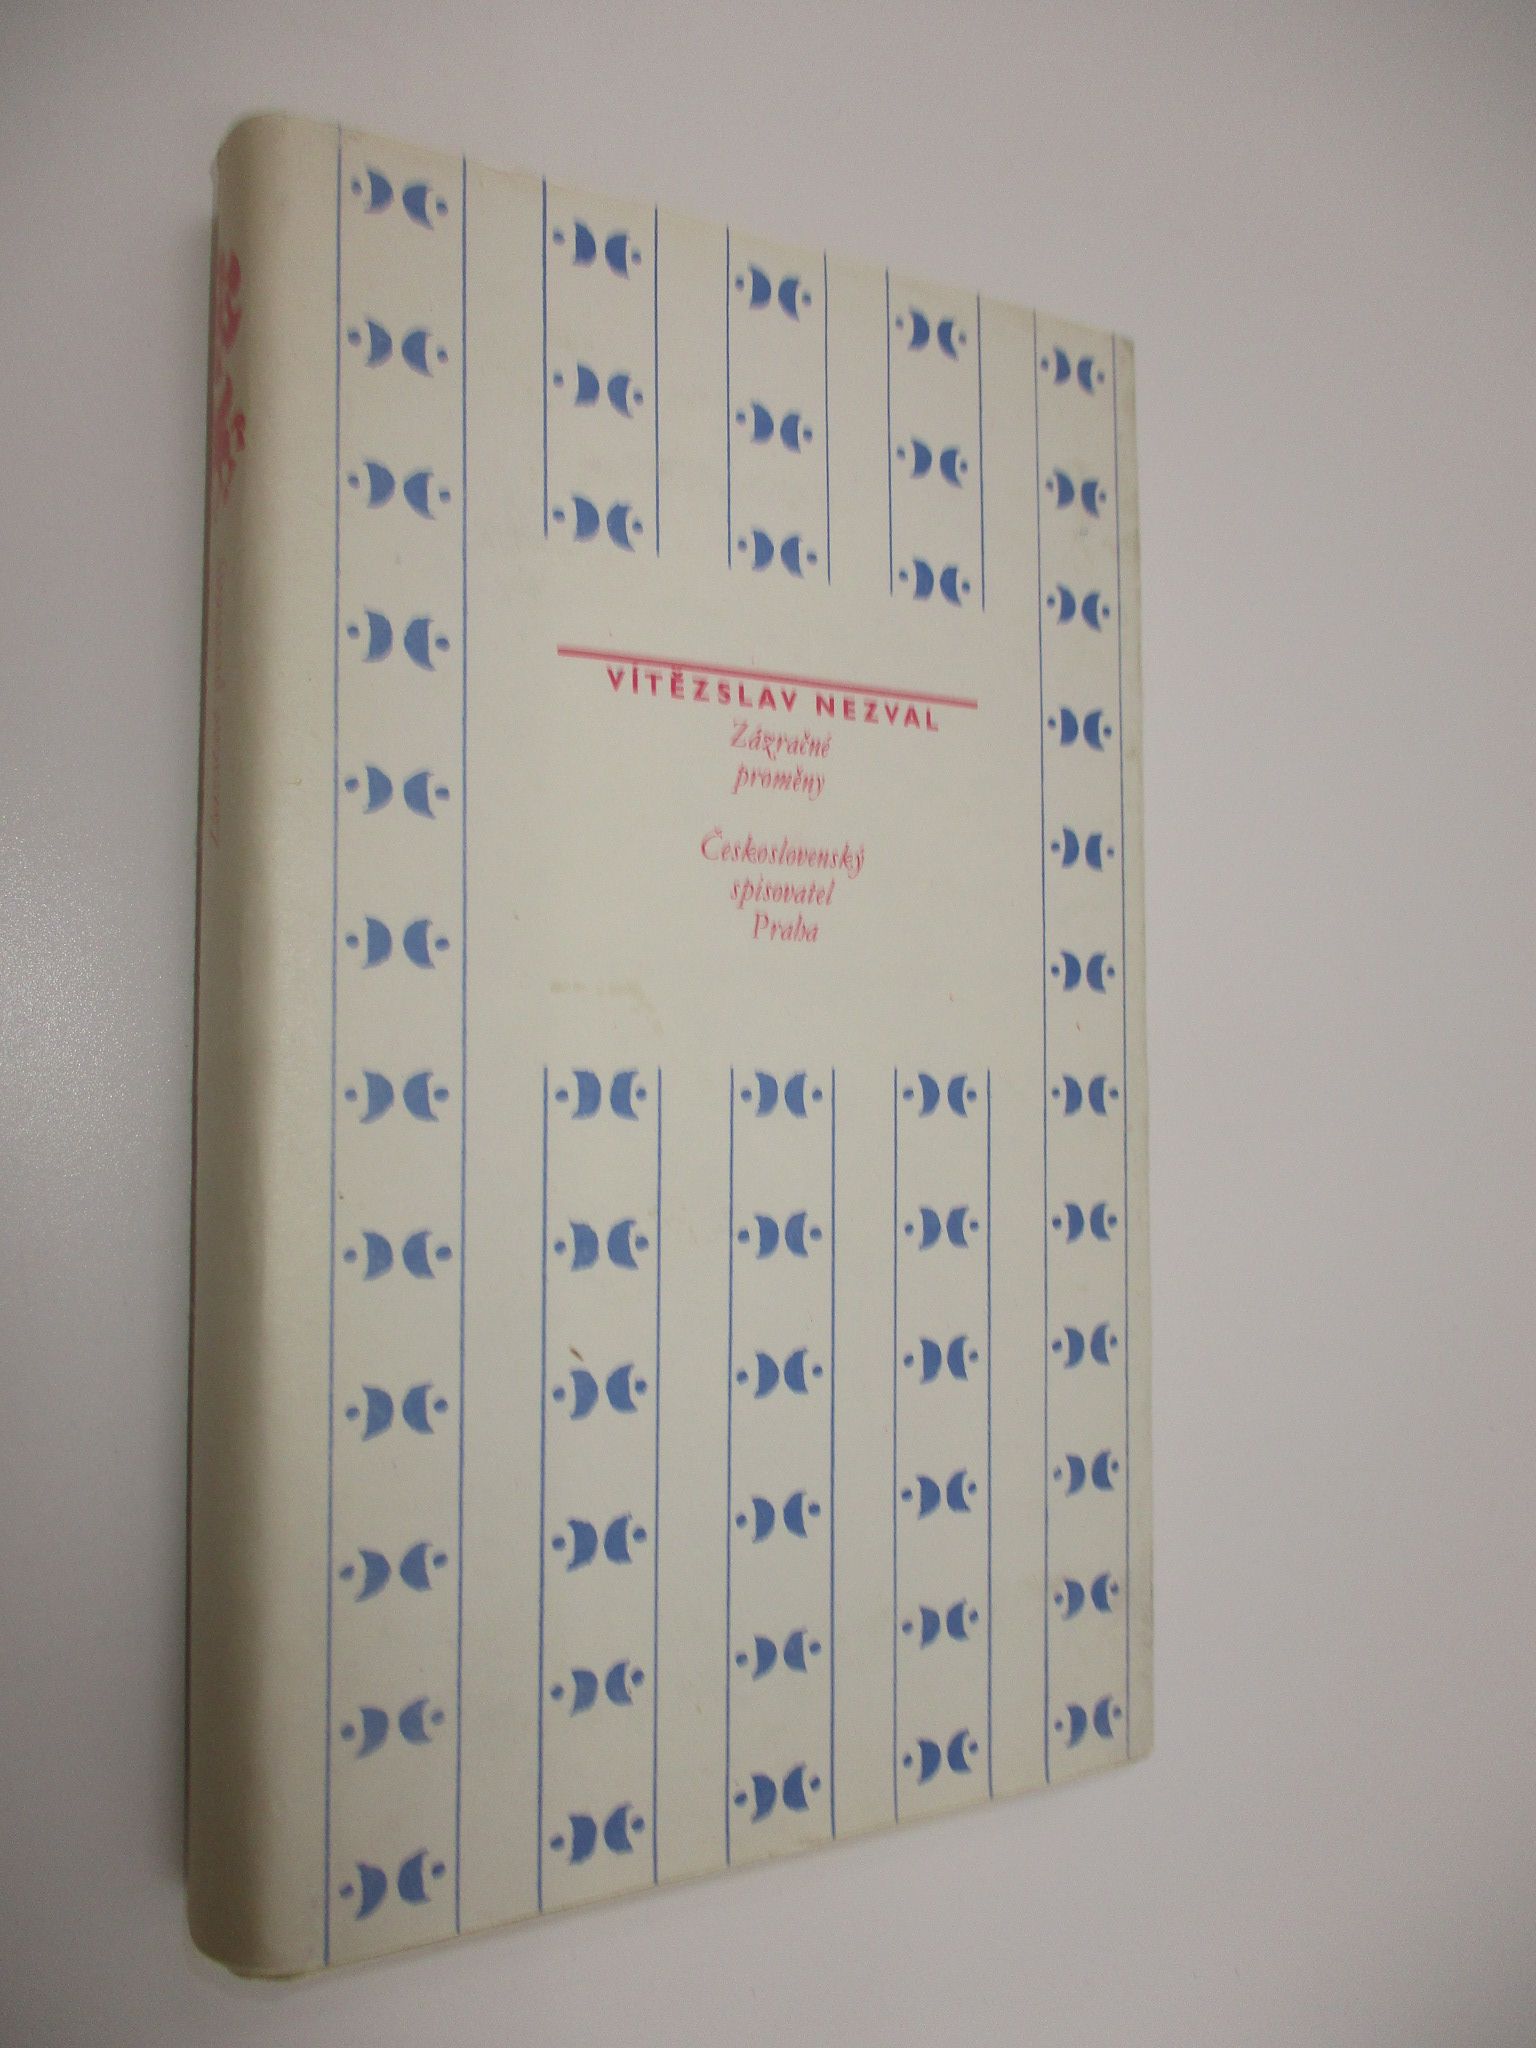 VÍTĚZSLAV NEZVAL
Zázračné
proměny
Československý
spisovatel
Praha